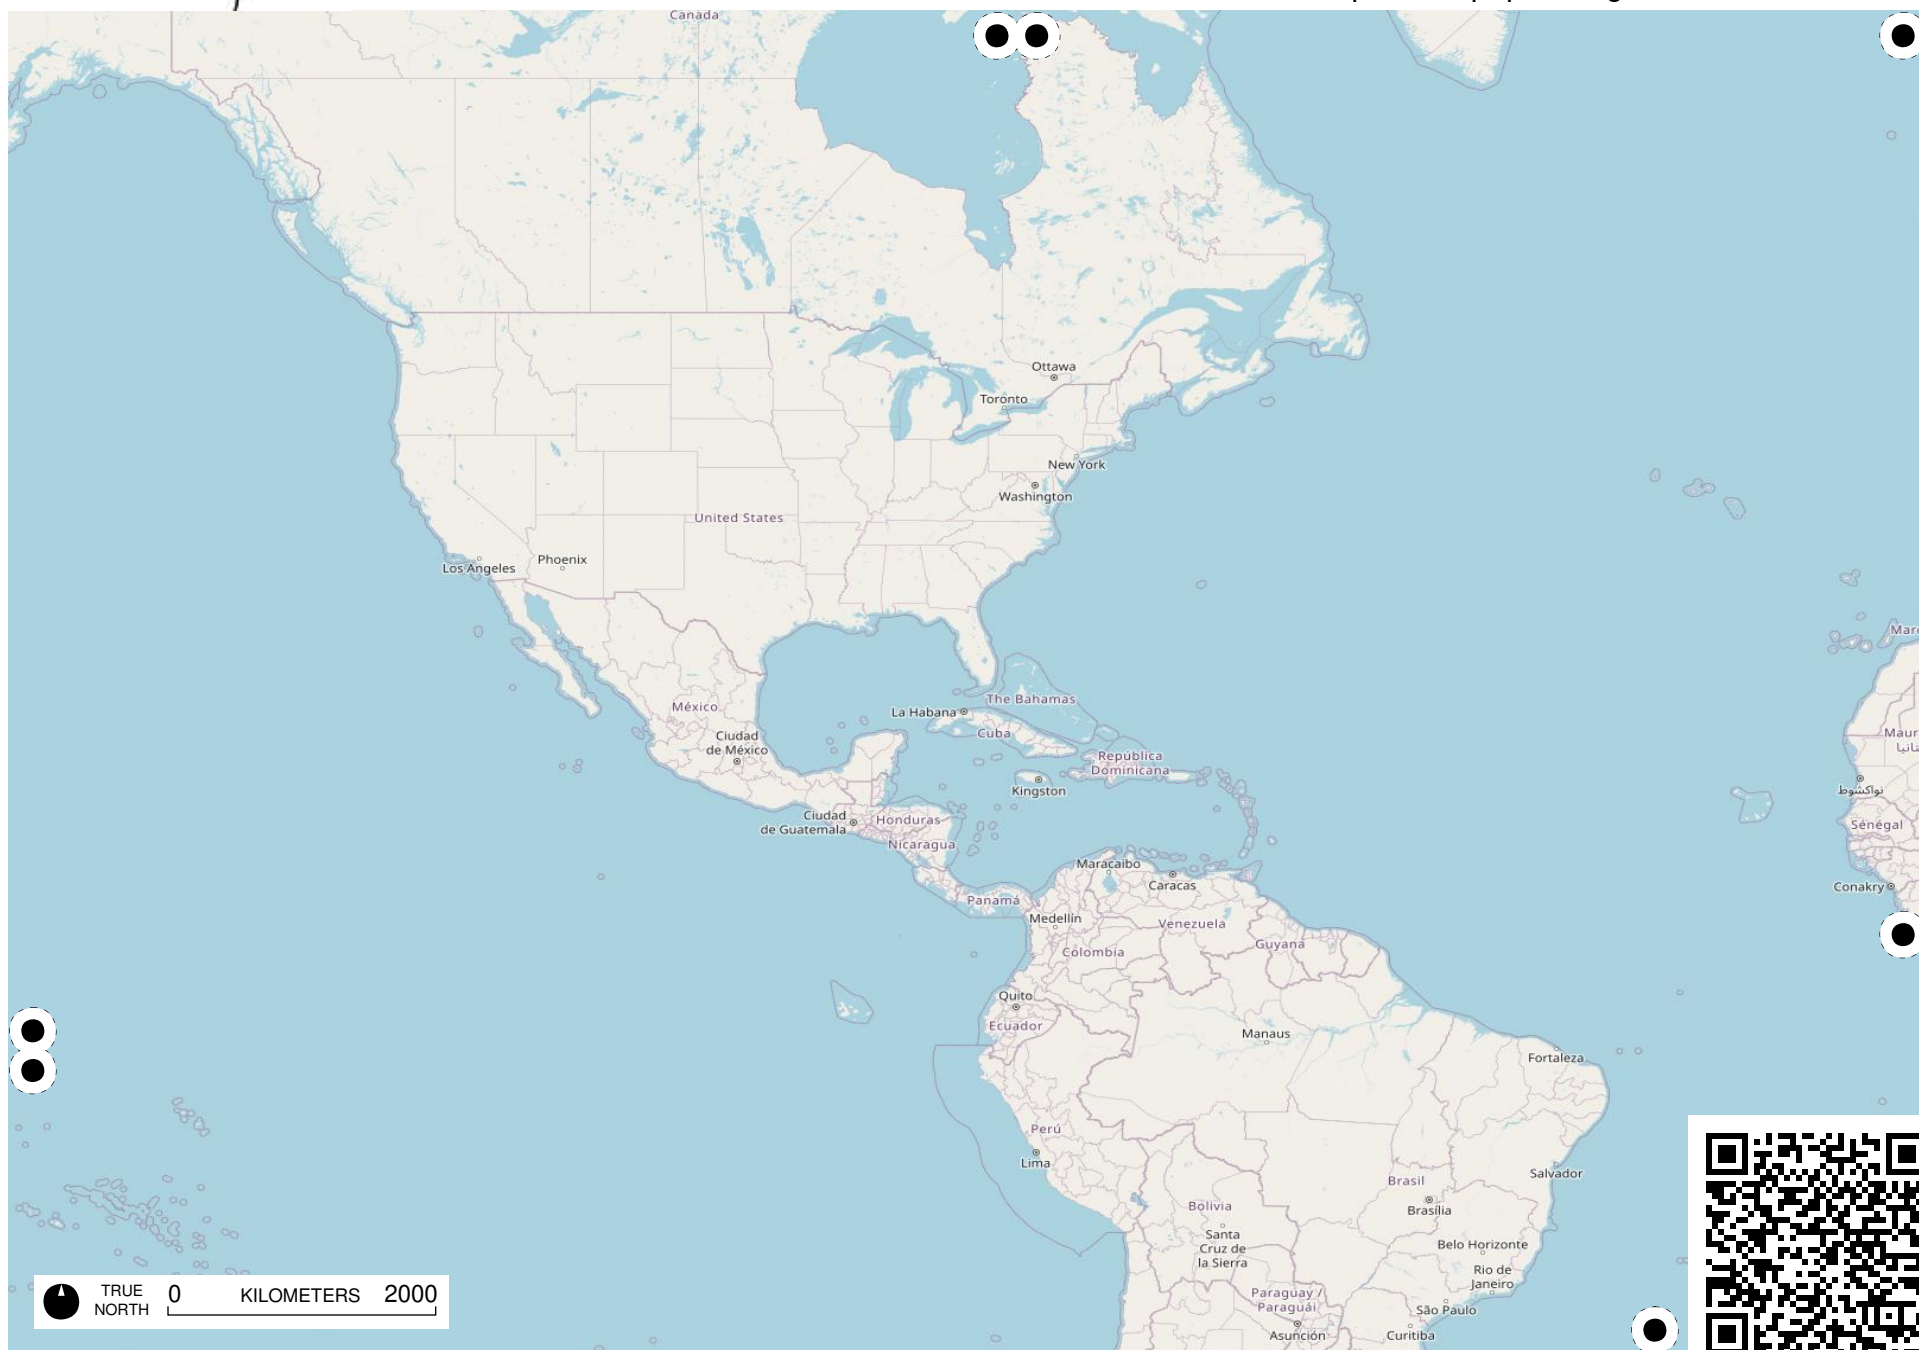 Canada
Ottawa
Toronto
New York
Washington
United States
Los Angeles
Phoenix
México
Ciudad
de México
La Habana
The Bahamas
Cuba
República
Dominicana
Kingston
Ciudad
de Guatemala
Honduras
Nicaragua
Panamá
Maracaibo
Caracas
Medellín
Venezuela
Colombia
Guyana
Quito
Ecuador
Manaus
Fortaleza
Perú
Lima
Salvador
Brasil
Brasília
Bolivia
Santa
Cruz de
la Sierra
Belo Horizonte
Rio de
Janeiro
Paraguay /
Paraguái
São Paulo
Asunción
Curitiba
نواكشوط
Sénégal
Conakry
TRUE
NORTH
0 KILOMETERS 2000